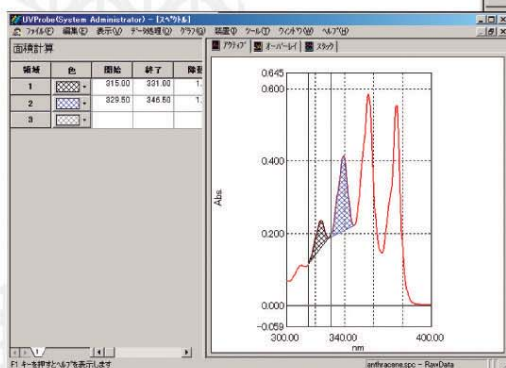 UVProbe(System Administrator) - [スペクトル]
ファイル(F) 編集(E) 表示(V) データ処理(O) グラフ(G) 装置(I) ツール(T) ウィンドウ(W) ヘルプ(H)
面積計算
領域 色 開始 終了
1 315.00 331.00 1.
2 329.50 346.50 1.
3
アクティブ オーバーレイ スタック
0.645
0.600
0.400
Abs.
0.200
0.000
-0.059
300.00 340.00 400.00
nm
1
F1 キーを押すとヘルプを表示します
anthracene.spc - RawData